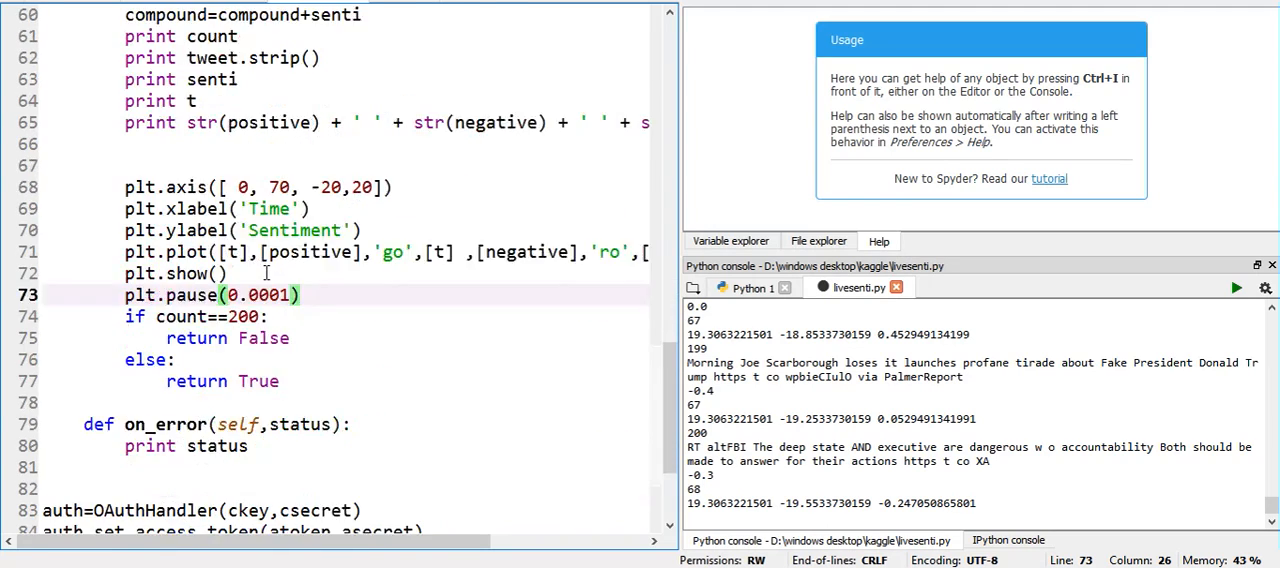 60 compound=compound+senti
61 print count
62 print tweet.strip()
63 print senti
64 print t
65 print str(positive) + ' ' + str(negative) + ' ' + s
66
67
68 plt.axis([ 0, 70, -20,20])
69 plt.xlabel('Time')
70 plt.ylabel('Sentiment')
71 plt.plot([t],[positive],'go',[t] ,[negative],'ro',[
72 plt.show()
73 plt.pause(0.0001)
74 if count==200:
75 return False
76 else:
77 return True
78
79 def on_error(self,status):
80 print status
81
82
83 auth=OAuthHandler(ckey,csecret)
84 auth.set_access_token(atoken,asecret)
Usage
Here you can get help of any object by pressing Ctrl+I in
front of it, either on the Editor or the Console.
Help can also be shown automatically after writing a left
parenthesis next to an object. You can activate this
behavior in Preferences > Help.
New to Spyder? Read our tutorial
Variable explorer File explorer Help
Python console - D:\windows desktop\kaggle\livesenti.py
Python 1 livesenti.py
0.0
67
19.3063221501 -18.8533730159 0.452949134199
199
Morning Joe Scarborough loses it launches profane tirade about Fake President Donald Tr
ump https t co wpbieCIulO via PalmerReport
-0.4
67
19.3063221501 -19.2533730159 0.0529491341991
200
RT altFBI The deep state AND executive are dangerous w o accountability Both should be
made to answer for their actions https t co XA
-0.3
68
19.3063221501 -19.5533730159 -0.247050865801
Python console - D:\windows desktop\kaggle\livesenti.py IPython console
Permissions: RW End-of-lines: CRLF Encoding: UTF-8 Line: 73 Column: 26 Memory: 43 %